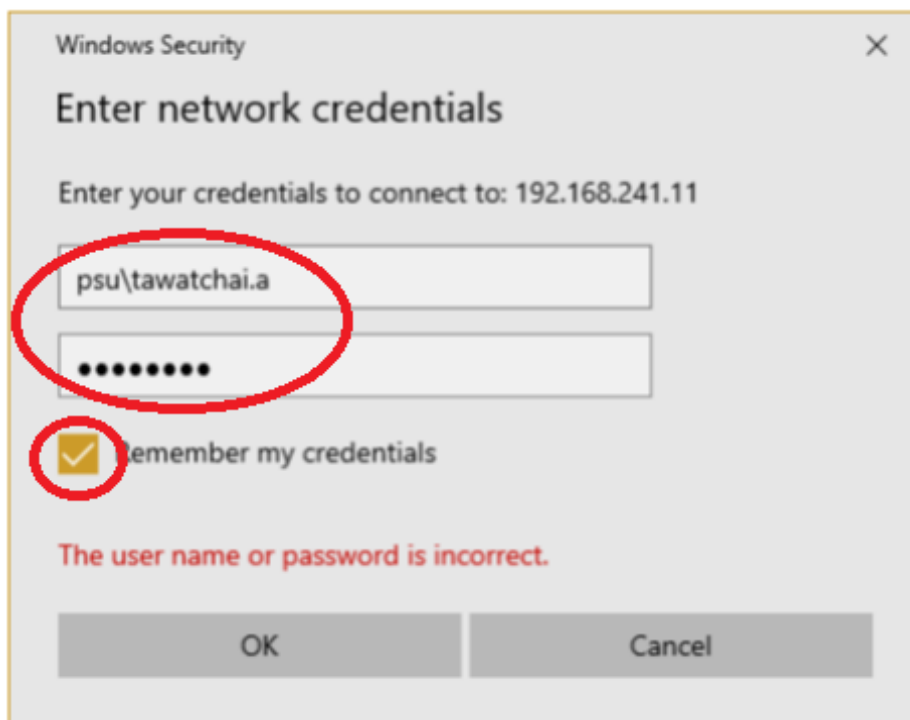 Windows Security
Enter network credentials
Enter your credentials to connect to: 192.168.241.11
psu\tawatchai.a
••••••••
Remember my credentials
The user name or password is incorrect.
OK
Cancel